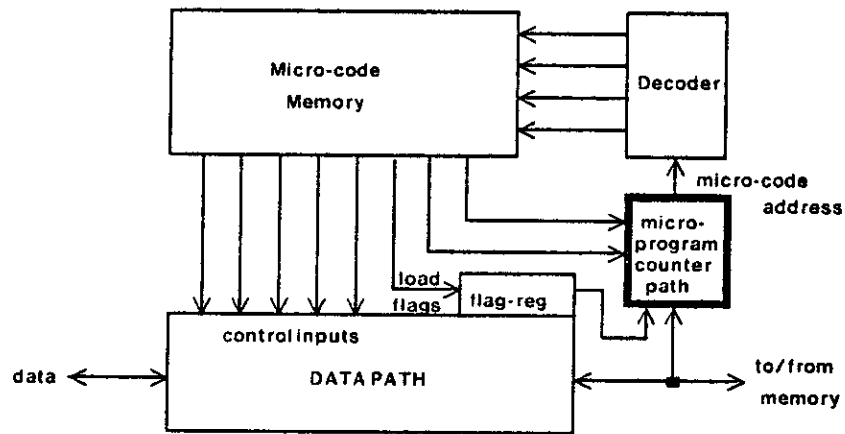 Micro-code
Memory
Decoder
micro-code
address
micro-
program
counter
path
load
flags
flag-reg
control inputs
DATA PATH
data
to/from
memory